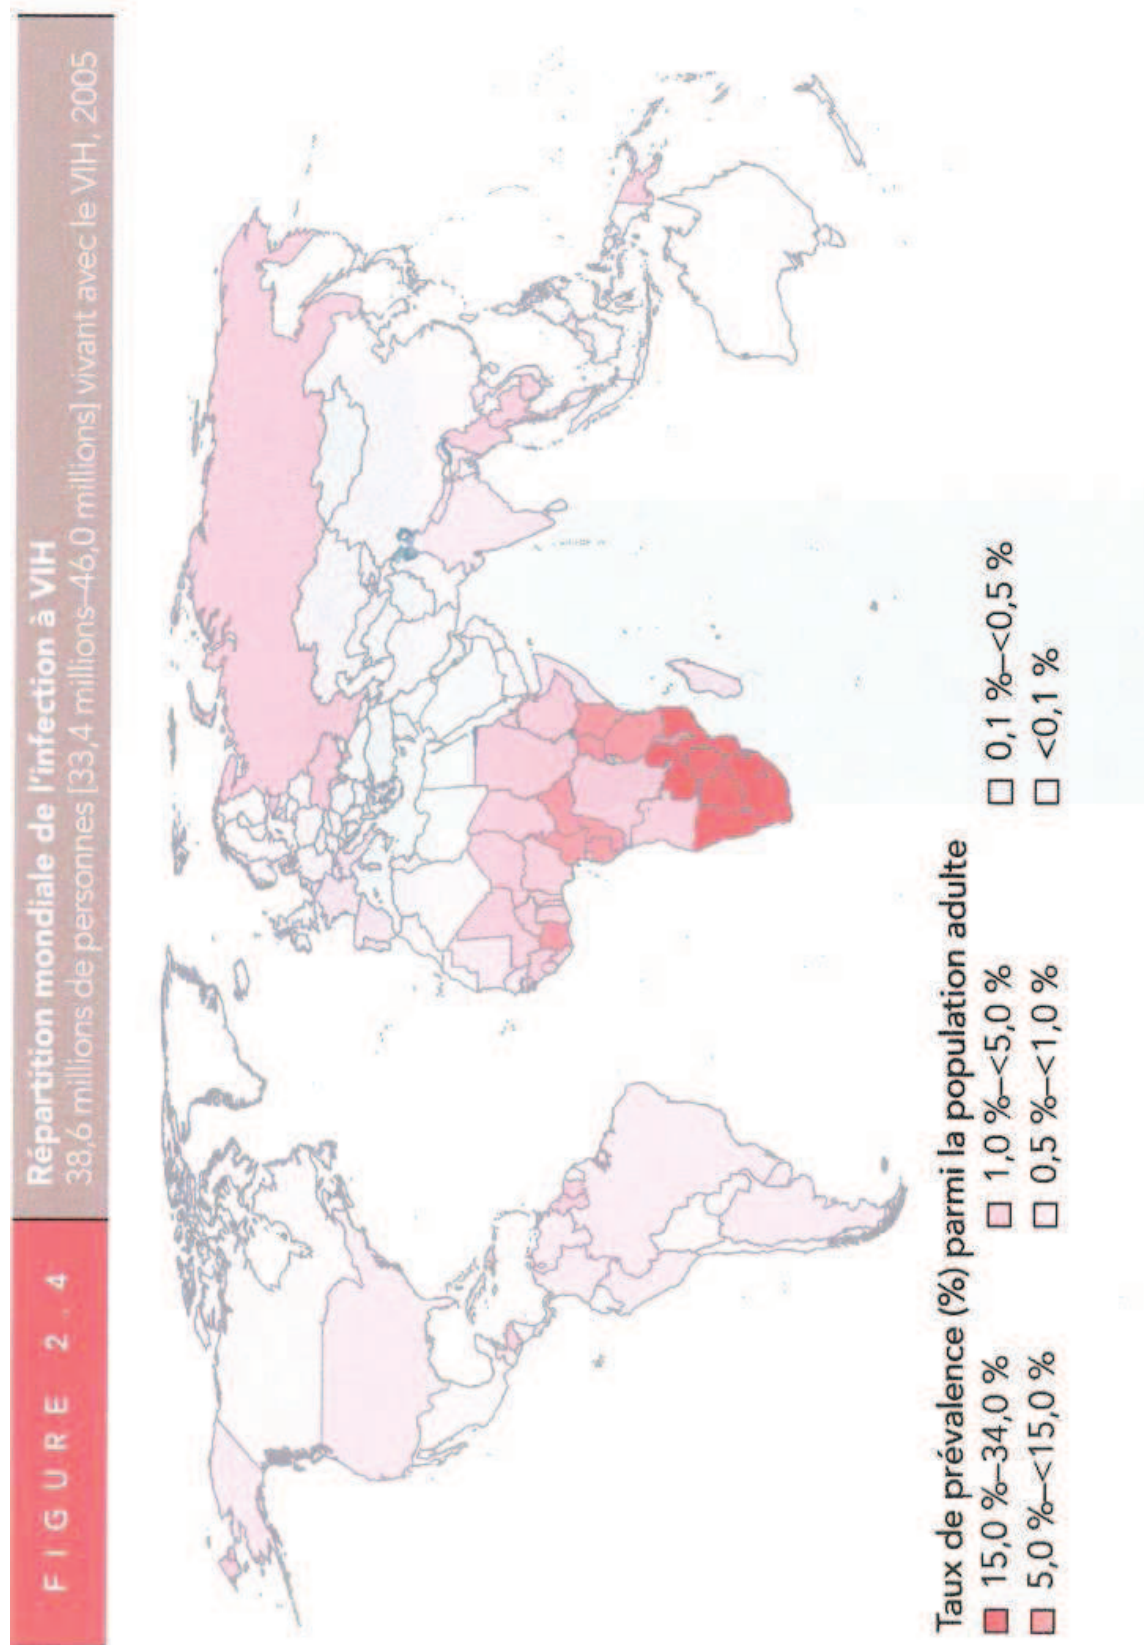 FIGURE 2.4
Répartition mondiale de l'infection à VIH
38,6 millions de personnes [33,4 millions–46,0 millions] vivant avec le VIH, 2005
Taux de prévalence (%) parmi la population adulte
15,0 %–34,0 %
5,0 %–<15,0 %
1,0 %–<5,0 %
0,5 %–<1,0 %
0,1 %–<0,5 %
<0,1 %